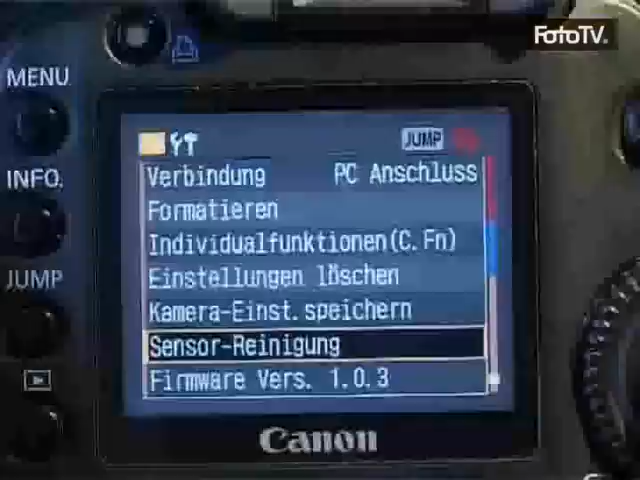 FotoTV.
MENU
INFO.
JUMP
JUMP
Verbindung PC Anschluss
Formatieren
Individualfunktionen(C.Fn)
Einstellungen löschen
Kamera-Einst.speichern
Sensor-Reinigung
Firmware Vers. 1.0.3
Canon